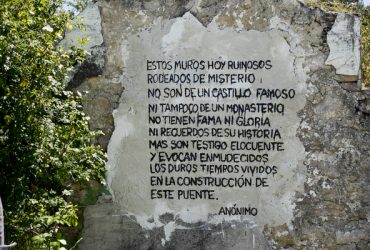 ESTOS MUROS HOY RUINOSOS
RODEADOS DE MISTERIO
NO SON DE UN CASTILLO FAMOSO
NI TAMPOCO DE UN MONASTERIO
NO TIENEN FAMA NI GLORIA
NI RECUERDOS DE SU HISTORIA
MAS SON TESTIGO ELOCUENTE
Y EVOCAN ENMUDECIDOS
LOS DUROS TIEMPOS VIVIDOS
EN LA CONSTRUCCIÓN DE
ESTE PUENTE.
ANÓNIMO